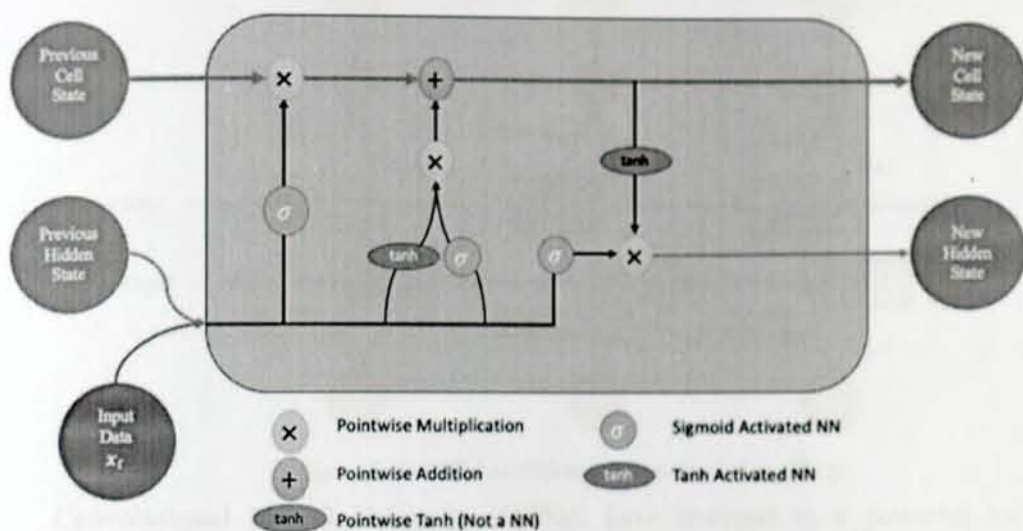 Previous
Cell
State
×
+
New
Cell
State
×
tanh
σ
Previous
Hidden
State
tanh
σ
σ
×
New
Hidden
State
Input
Data
xₜ
× Pointwise Multiplication
σ Sigmoid Activated NN
+ Pointwise Addition
tanh Tanh Activated NN
tanh Pointwise Tanh (Not a NN)